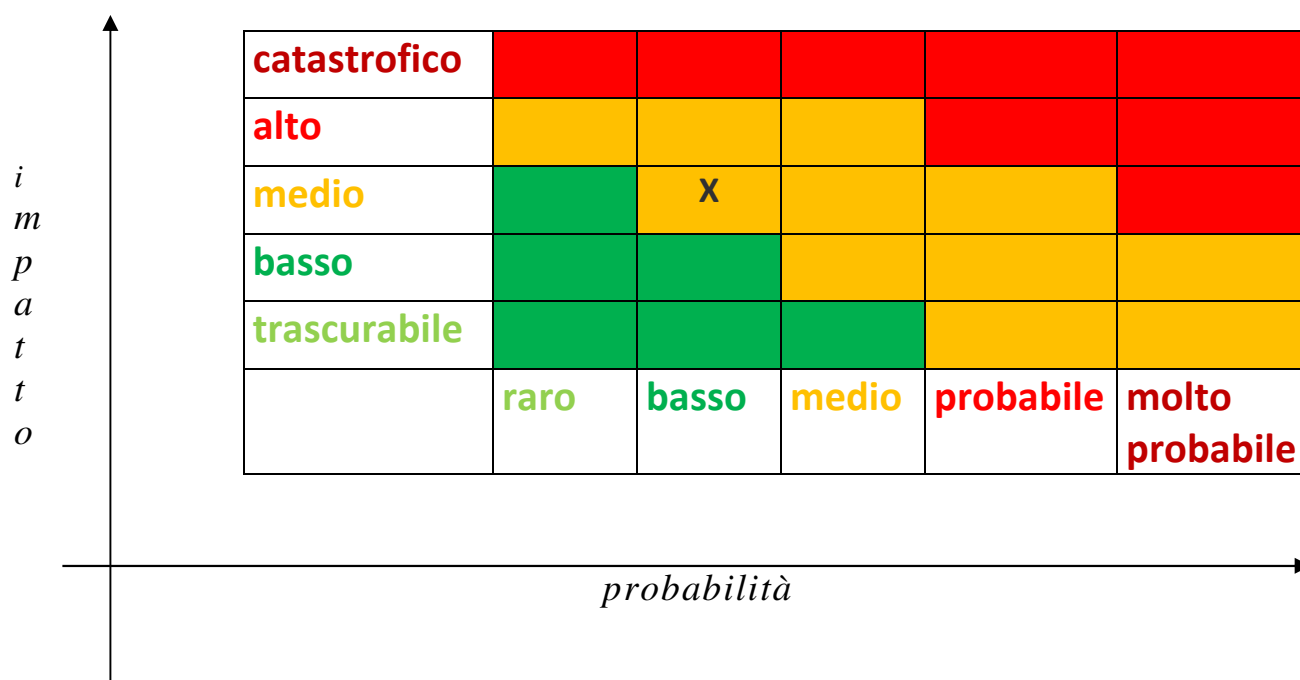 catastrofico
alto
medio
X
basso
trascurabile
raro
basso
medio
probabile
molto
probabile
i
m
p
a
t
t
o
probabilità